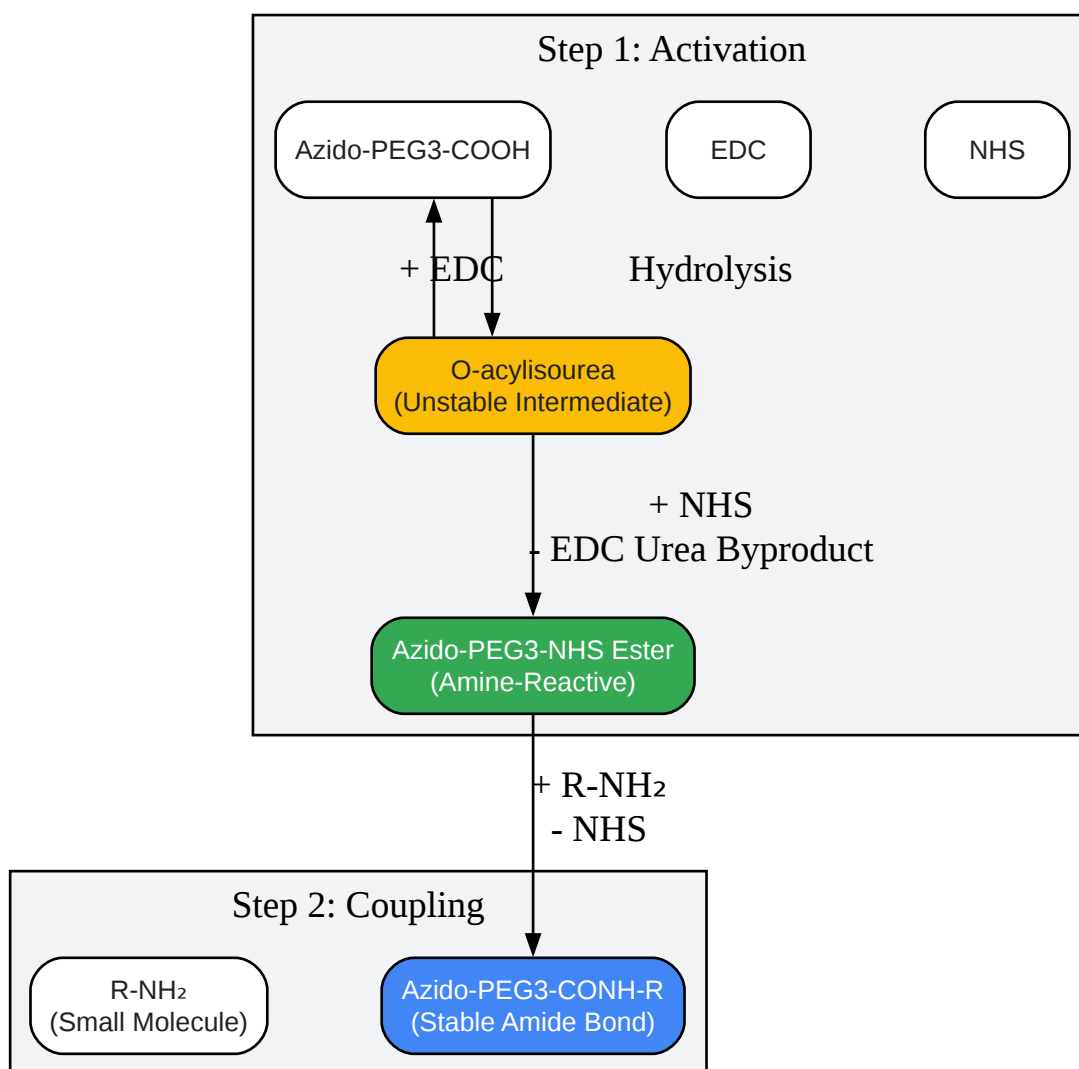 Step 1: Activation
Azido-PEG3-COOH
EDC
NHS
+ EDC
Hydrolysis
O-acylisourea
(Unstable Intermediate)
+ NHS
- EDC Urea Byproduct
Azido-PEG3-NHS Ester
(Amine-Reactive)
+ R-NH₂
- NHS
Step 2: Coupling
R-NH₂
(Small Molecule)
Azido-PEG3-CONH-R
(Stable Amide Bond)